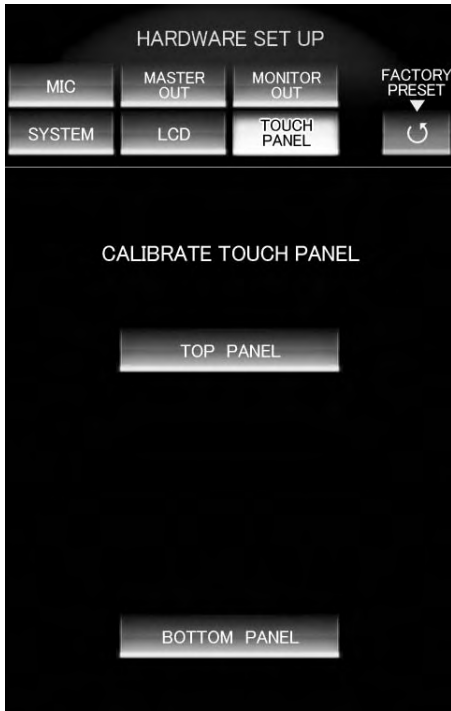 HARDWARE SET UP
MIC
MASTER
OUT
MONITOR
OUT
FACTORY
PRESET
SYSTEM
LCD
TOUCH
PANEL
CALIBRATE TOUCH PANEL
TOP PANEL
BOTTOM PANEL